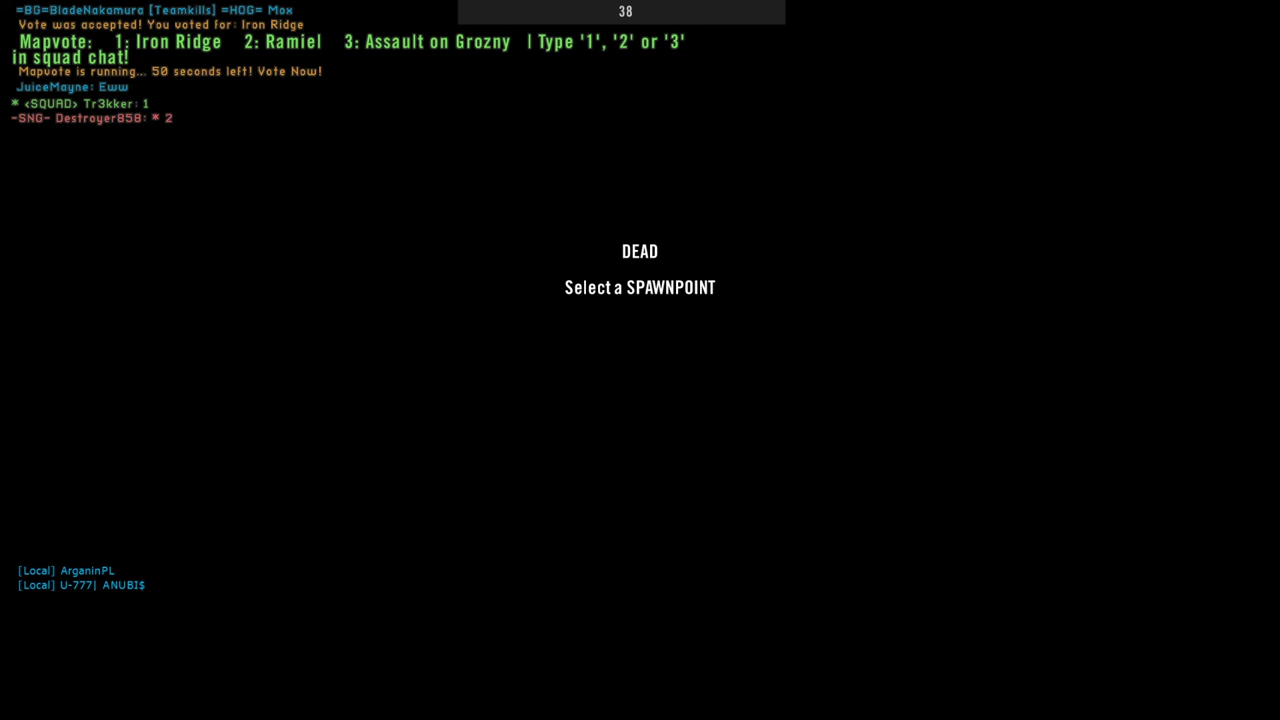 =BG=BladeNakamura [Teamkills] =HOG= Mox
38
Vote was accepted! You voted for: Iron Ridge
Mapvote: 1: Iron Ridge 2: Ramiel 3: Assault on Grozny | Type '1', '2' or '3'
in squad chat!
Mapvote is running... 50 seconds left! Vote Now!
JuiceMayne: Eww
* <SQUAD> Tr3kker: 1
-SNG- Destroyer858: * 2
DEAD
Select a SPAWNPOINT
[Local] ArganinPL
[Local] U-777| ANUBI$